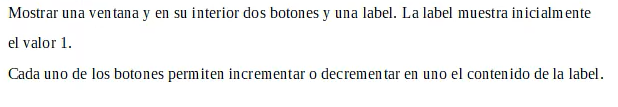 Mostrar una ventana y en su interior dos botones y una label. La label muestra inicialmente
el valor 1.
Cada uno de los botones permiten incrementar o decrementar en uno el contenido de la label.